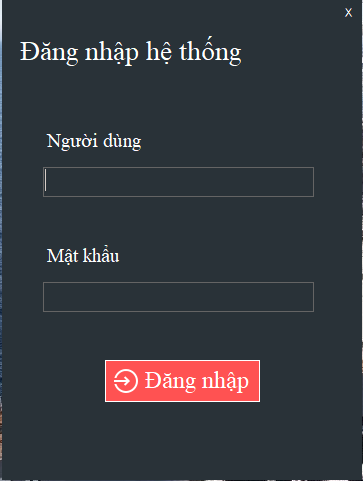 X
Đăng nhập hệ thống
Người dùng
Mật khẩu
Đăng nhập